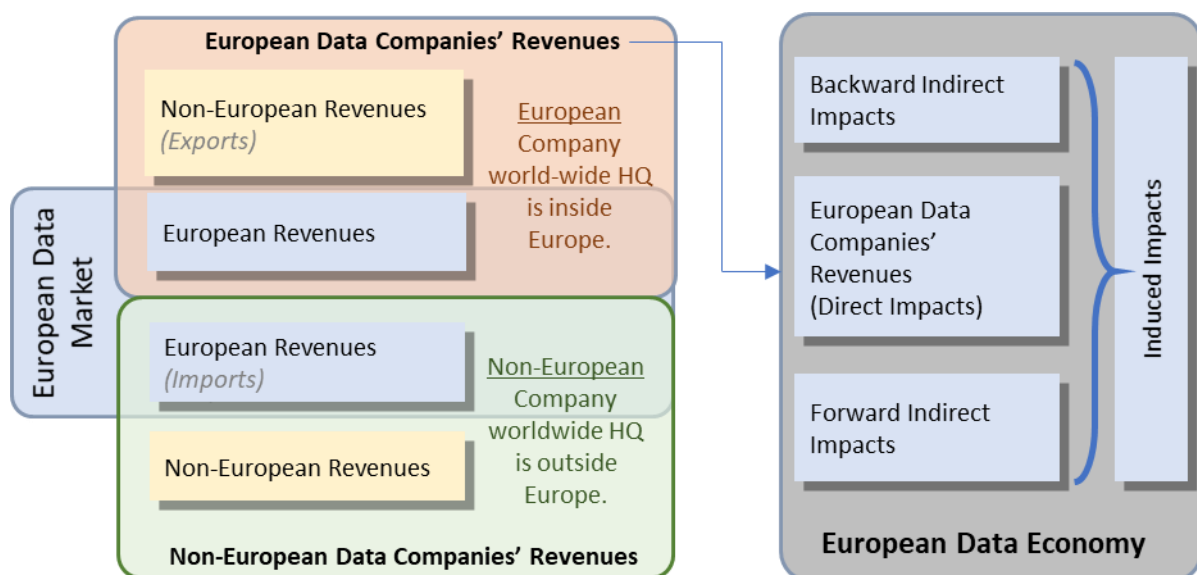 European Data Companies' Revenues
Non-European Revenues
(Exports)
European
Company
world-wide HQ
is inside
Europe.
European Revenues
European Data
Market
European Revenues
(Imports)
Non-European
Company
worldwide HQ
is outside
Europe.
Non-European Revenues
Non-European Data Companies' Revenues
Backward Indirect
Impacts
European Data
Companies'
Revenues
(Direct Impacts)
Forward Indirect
Impacts
Induced Impacts
European Data Economy